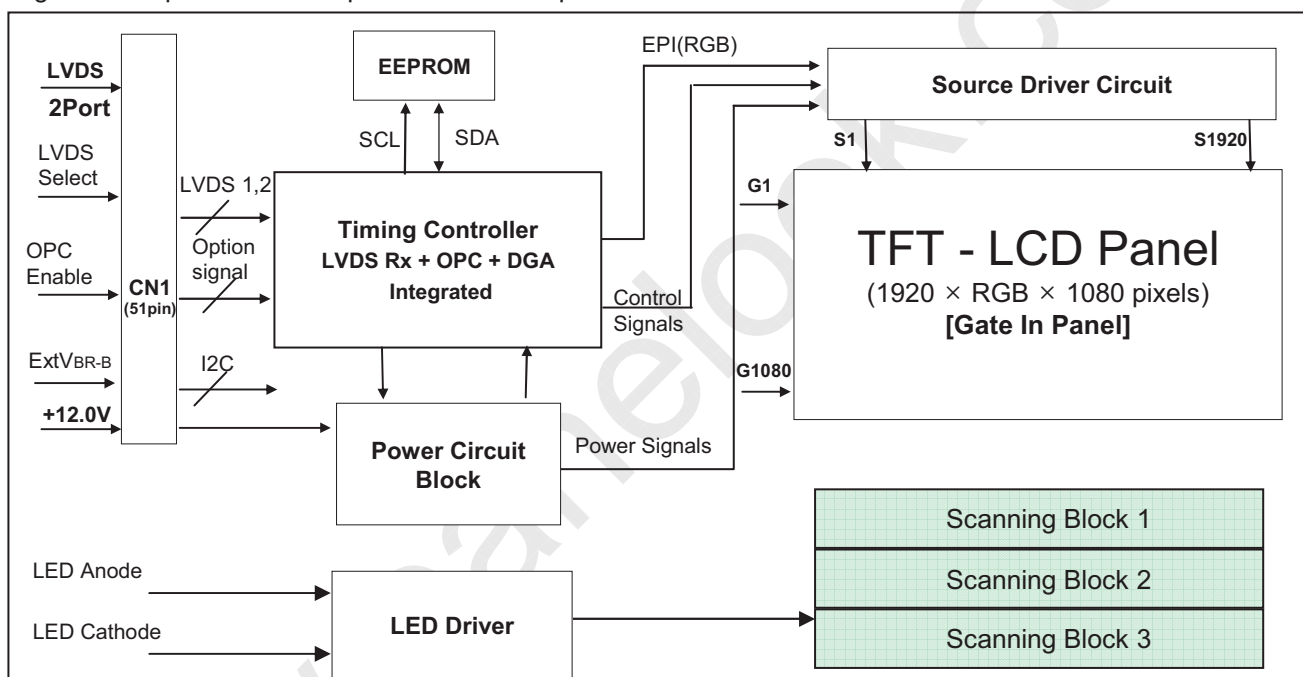 LVDS
2Port
LVDS
Select
OPC
Enable
ExtVBR-B
+12.0V
CN1
(51pin)
LVDS 1,2
Option
signal
I2C
EEPROM
SCL
SDA
Timing Controller
LVDS Rx + OPC + DGA
Integrated
Power Circuit
Block
EPI(RGB)
Control
Signals
Power Signals
Source Driver Circuit
S1
S1920
G1
G1080
TFT - LCD Panel
(1920 × RGB × 1080 pixels)
[Gate In Panel]
LED Anode
LED Cathode
LED Driver
Scanning Block 1
Scanning Block 2
Scanning Block 3